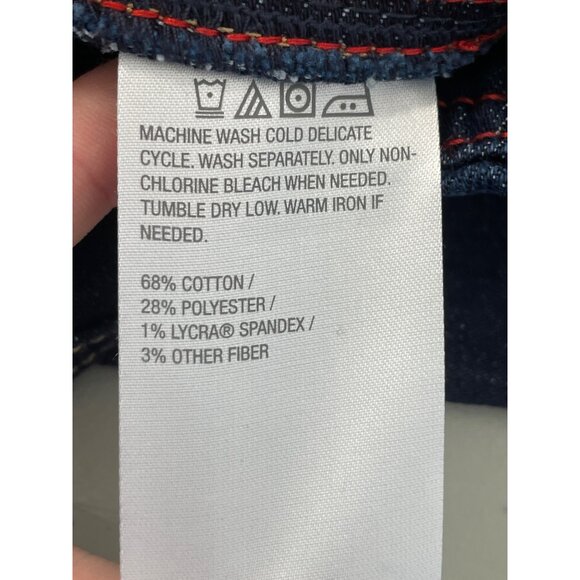 MACHINE WASH COLD DELICATE
CYCLE. WASH SEPARATELY. ONLY NON-
CHLORINE BLEACH WHEN NEEDED.
TUMBLE DRY LOW. WARM IRON IF
NEEDED.
68% COTTON /
28% POLYESTER /
1% LYCRA® SPANDEX /
3% OTHER FIBER